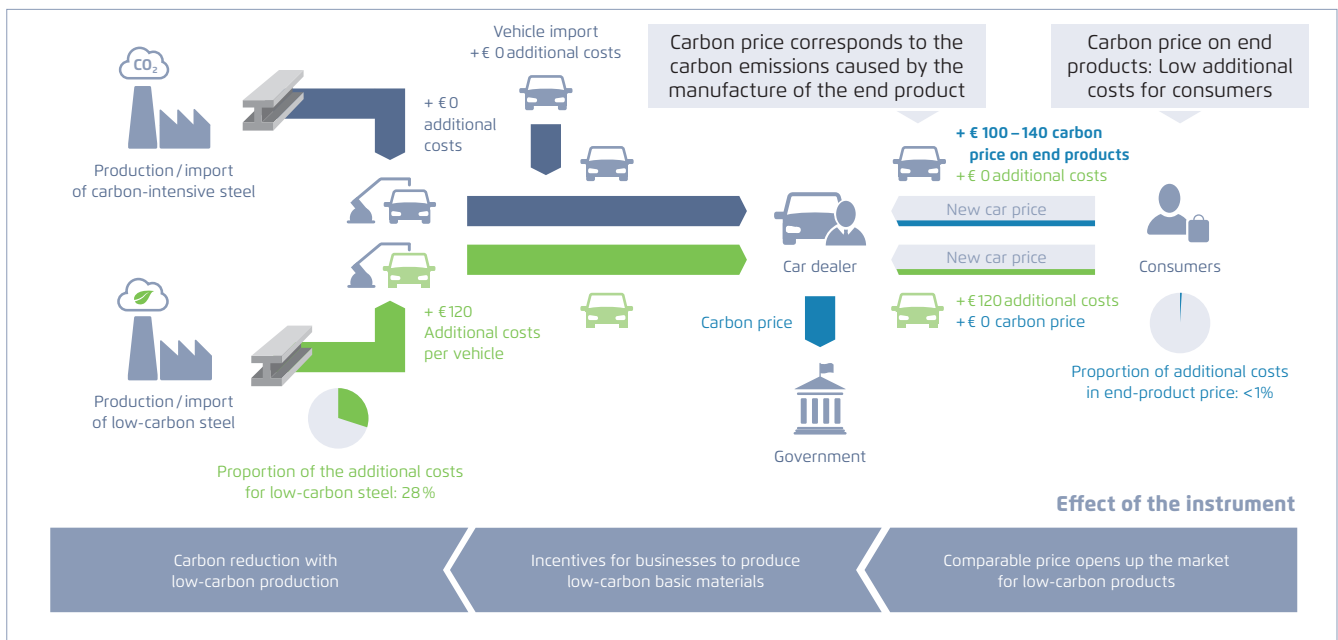 Vehicle import
+ € 0 additional costs
Carbon price corresponds to the
carbon emissions caused by the
manufacture of the end product
Carbon price on end
products: Low additional
costs for consumers
CO₂
+ € 0
additional
costs
Production / import
of carbon-intensive steel
+ € 100 – 140 carbon
price on end products
+ € 0 additional costs
New car price
New car price
Car dealer
Consumers
+ € 120
Additional costs
per vehicle
Carbon price
+ € 120 additional costs
+ € 0 carbon price
Production / import
of low-carbon steel
Proportion of additional costs
in end-product price: < 1%
Government
Proportion of the additional costs
for low-carbon steel: 28 %
Effect of the instrument
Carbon reduction with
low-carbon production
Incentives for businesses to produce
low-carbon basic materials
Comparable price opens up the market
for low-carbon products